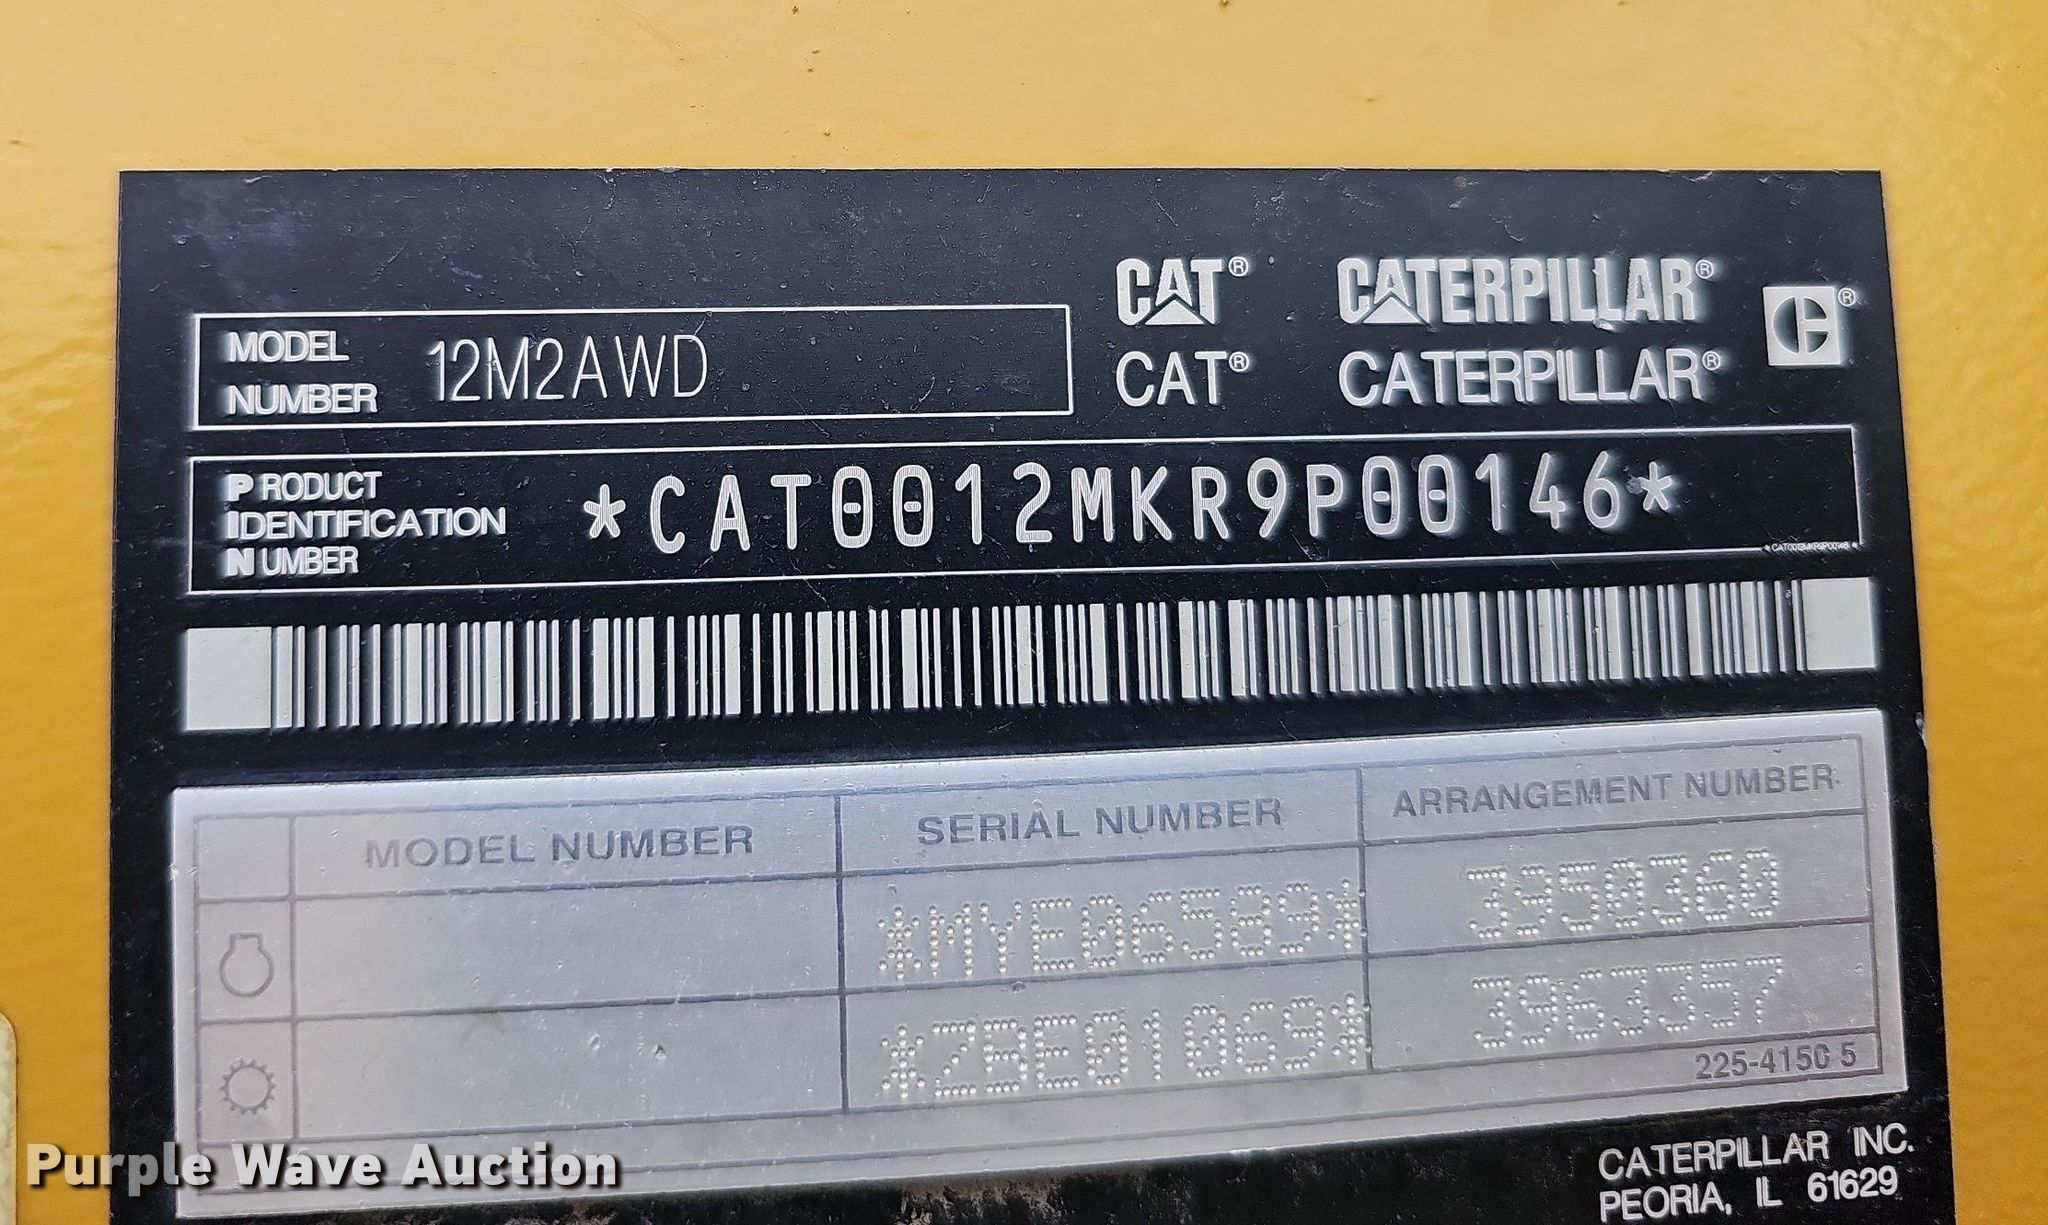 CAT® CATERPILLAR®
MODEL NUMBER 12M2AWD
CAT® CATERPILLAR®
PRODUCT
IDENTIFICATION
NUMBER
*CAT0012MKR9P00146*
*CAT0012MKR9P00146*
MODEL NUMBER SERIAL NUMBER ARRANGEMENT NUMBER
*MYE06589* 3950360
*ZBE01069* 3963357
225-4150 5
CATERPILLAR INC.
PEORIA, IL 61629
Purple Wave Auction